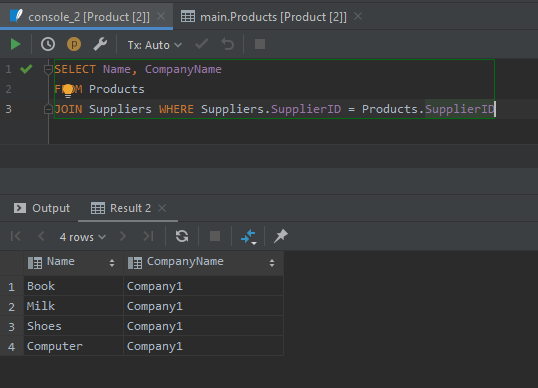 console_2 [Product [2]] main.Products [Product [2]]
Tx: Auto
1 SELECT Name, CompanyName
2 FROM Products
3 JOIN Suppliers WHERE Suppliers.SupplierID = Products.SupplierID
Output Result 2
4 rows
Name CompanyName
1 Book Company1
2 Milk Company1
3 Shoes Company1
4 Computer Company1